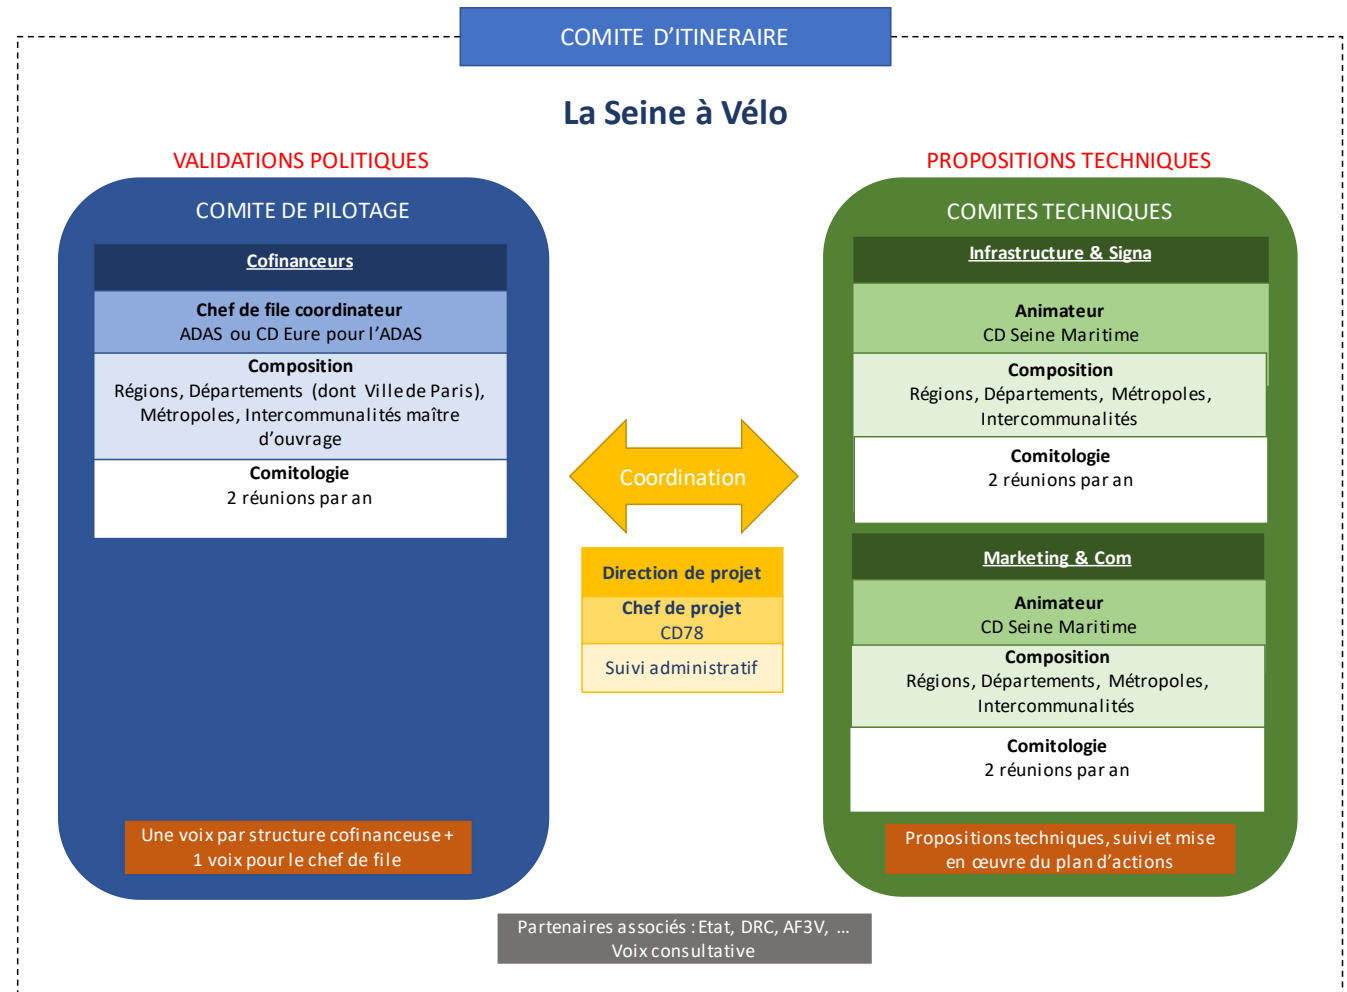 COMITE D'ITINERAIRE
La Seine à Vélo
VALIDATIONS POLITIQUES
COMITE DE PILOTAGE
Cofinanceurs
Chef de file coordinateur
ADAS ou CD Eure pour l'ADAS
Composition
Régions, Départements (dont Ville de Paris),
Métropoles, Intercommunalités maître
d'ouvrage
Comitologie
2 réunions par an
Une voix par structure cofinanceuse +
1 voix pour le chef de file
Coordination
Direction de projet
Chef de projet
CD78
Suivi administratif
PROPOSITIONS TECHNIQUES
COMITES TECHNIQUES
Infrastructure & Signa
Animateur
CD Seine Maritime
Composition
Régions, Départements, Métropoles,
Intercommunalités
Comitologie
2 réunions par an
Marketing & Com
Animateur
CD Seine Maritime
Composition
Régions, Départements, Métropoles,
Intercommunalités
Comitologie
2 réunions par an
Propositions techniques, suivi et mise
en œuvre du plan d'actions
Partenaires associés : Etat, DRC, AF3V, ...
Voix consultative